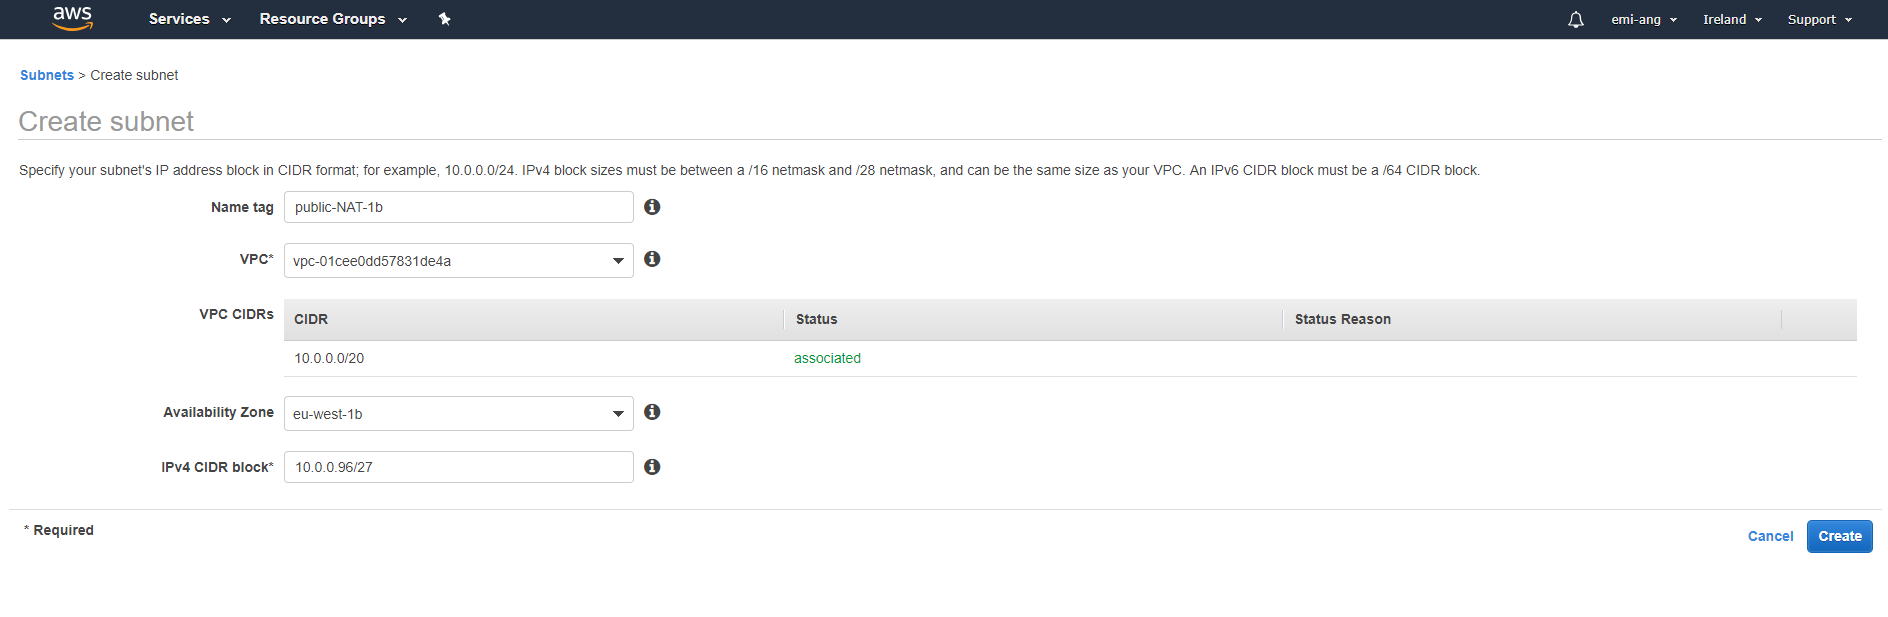 aws Services Resource Groups emi-ang Ireland Support
Subnets > Create subnet
Create subnet
Specify your subnet's IP address block in CIDR format; for example, 10.0.0.0/24. IPv4 block sizes must be between a /16 netmask and /28 netmask, and can be the same size as your VPC. An IPv6 CIDR block must be a /64 CIDR block.
Name tag public-NAT-1b
VPC* vpc-01cee0dd57831de4a
VPC CIDRs CIDR Status Status Reason
10.0.0.0/20 associated
Availability Zone eu-west-1b
IPv4 CIDR block* 10.0.0.96/27
* Required
Cancel Create